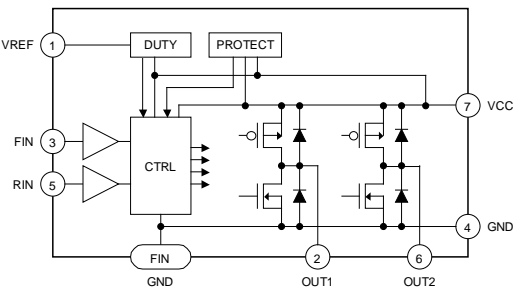 VREF 1 DUTY PROTECT
7 VCC
FIN 3
CTRL
RIN 5
4 GND
FIN 2 6
GND OUT1 OUT2